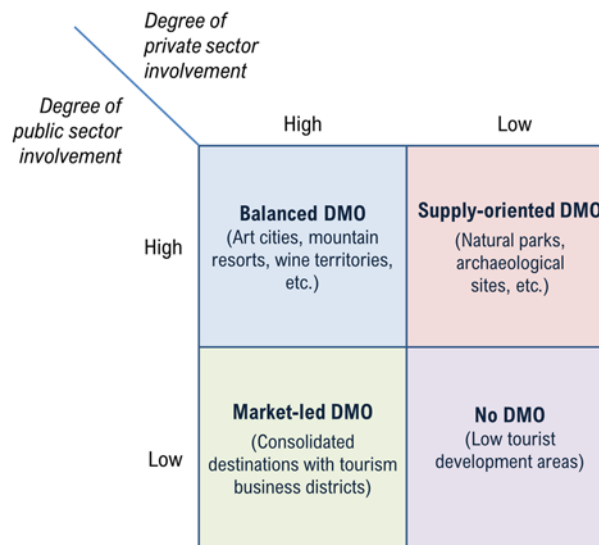 Degree of
private sector
involvement
Degree of
public sector
involvement
High
Low
High
Balanced DMO
(Art cities, mountain
resorts, wine territories,
etc.)
Supply-oriented DMO
(Natural parks,
archaeological
sites, etc.)
Low
Market-led DMO
(Consolidated
destinations with tourism
business districts)
No DMO
(Low tourist
development areas)